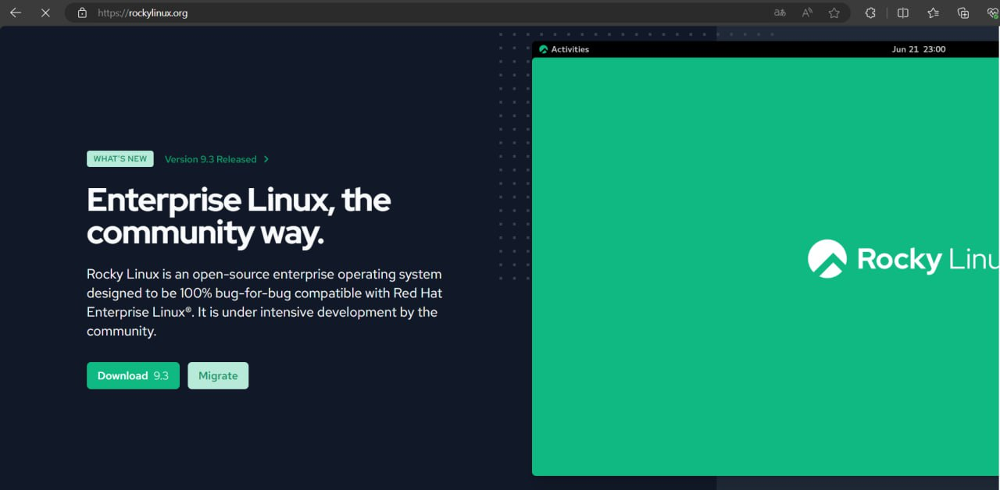 https://rockylinux.org
Activities
Jun 21 23:00
WHAT'S NEW Version 9.3 Released
Enterprise Linux, the
community way.
Rocky Linux is an open-source enterprise operating system
designed to be 100% bug-for-bug compatible with Red Hat
Enterprise Linux®. It is under intensive development by the
community.
Download 9.3 Migrate
Rocky Linu